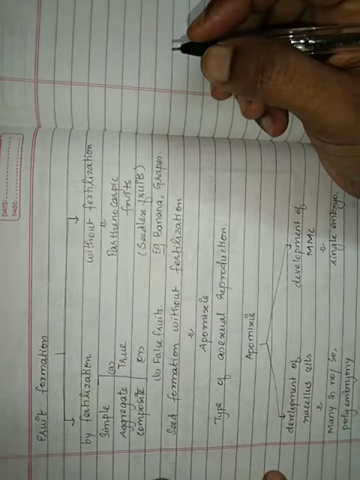 DATE:
PAGE:
Fruit formation
by fertilization without fertilization
Simple (a) Parthenocarpic
Aggregate True fruits
composite or (Seedless fruits)
(b) False fruits. Eg Banana, Grapes.
Seed formation without fertilization
Apomixis
Type of asexual Reproduction.
Apomixis
development of development of
nucellus cells MMC
Many in no/ so, single embryo.
polyembryony